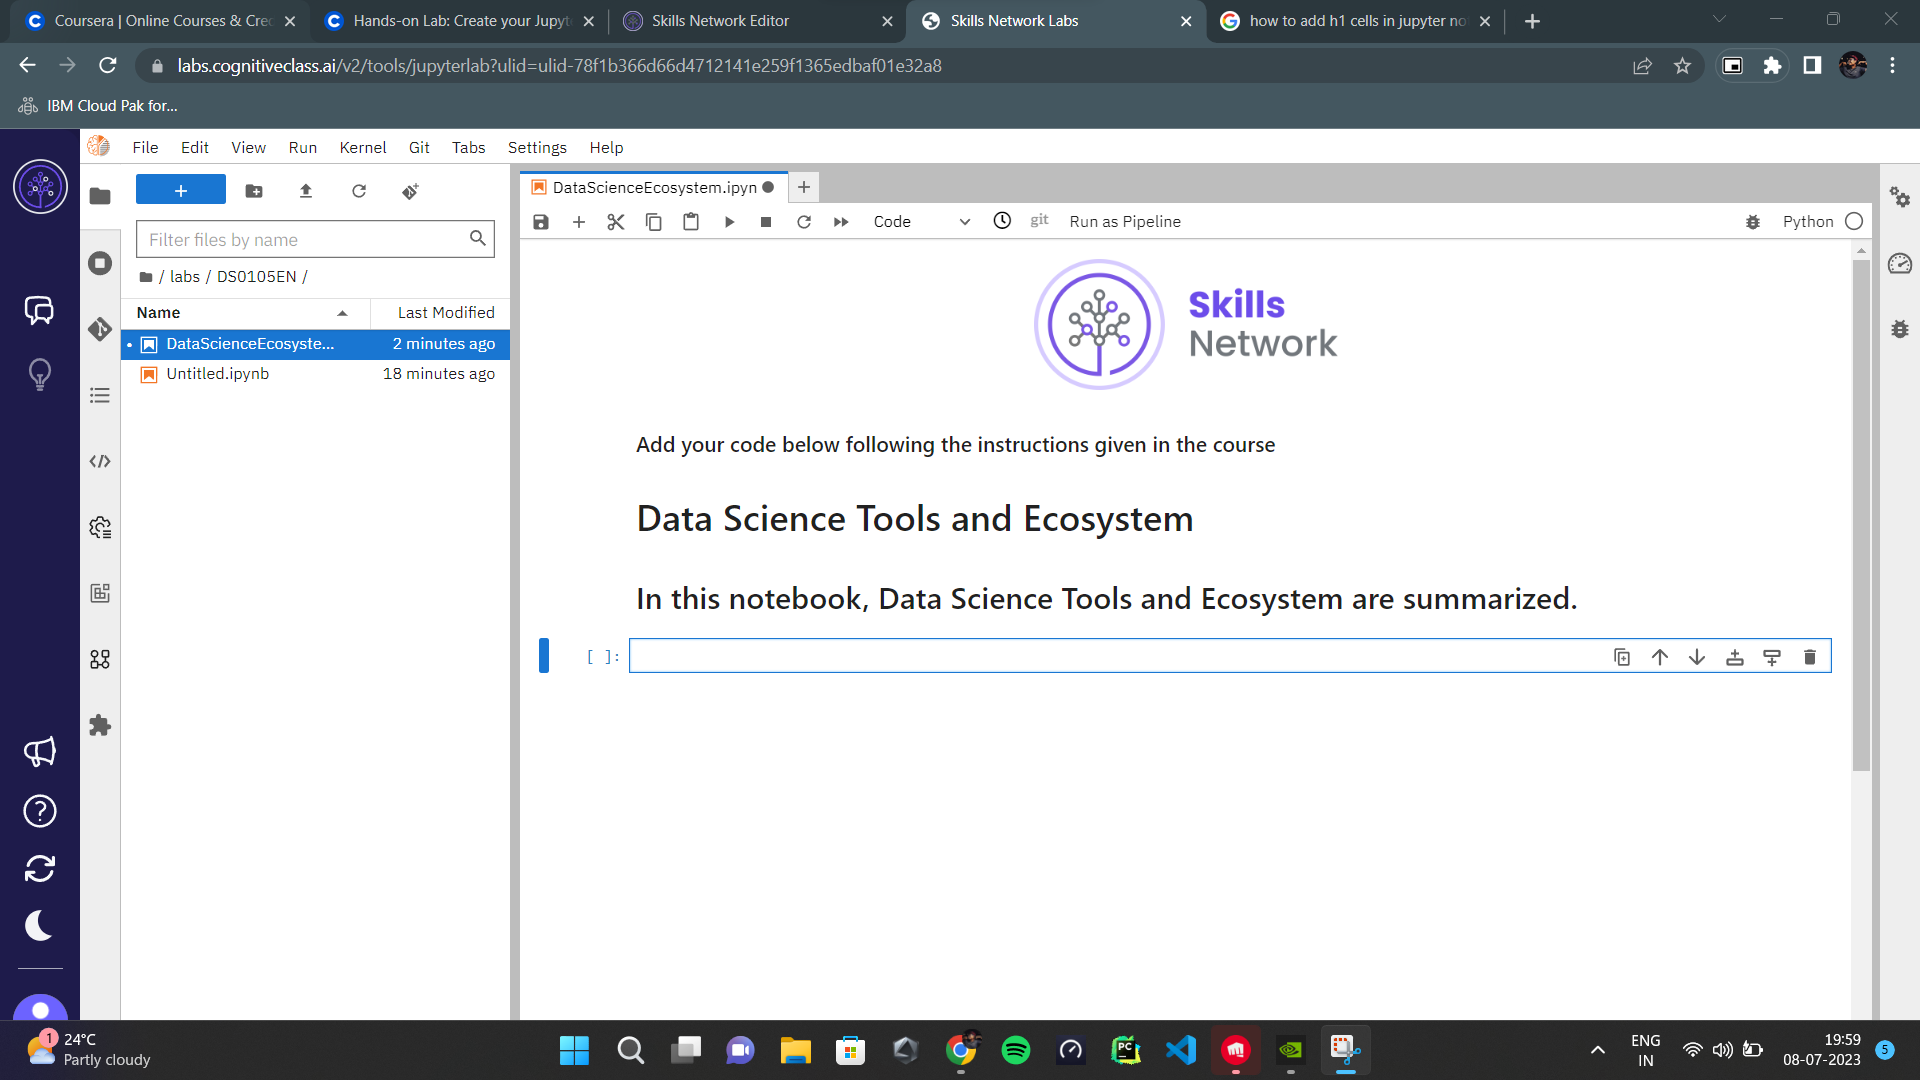 Coursera | Online Courses & Cre
Hands-on Lab: Create your Jupyt
Skills Network Editor
Skills Network Labs
how to add h1 cells in jupyter no
labs.cognitiveclass.ai/v2/tools/jupyterlab?ulid=ulid-78f1b366d66d4712141e259f1365edbaf01e32a8
IBM Cloud Pak for...
File Edit View Run Kernel Git Tabs Settings Help
Filter files by name
/ labs / DS0105EN /
Name Last Modified
DataScienceEcosyste... 2 minutes ago
Untitled.ipynb 18 minutes ago
DataScienceEcosystem.ipyn
Code git Run as Pipeline Python
Skills
Network
Add your code below following the instructions given in the course
Data Science Tools and Ecosystem
In this notebook, Data Science Tools and Ecosystem are summarized.
[ ]:
1
24°C
Partly cloudy
PC
ENG
IN
19:59
08-07-2023
5